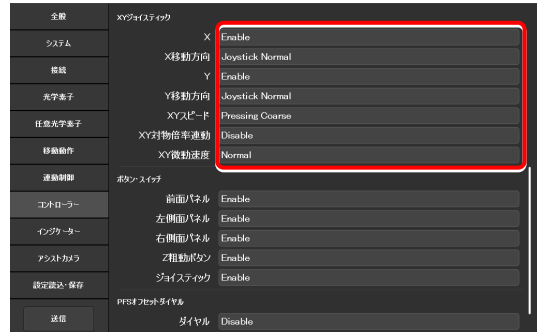 全般
システム
接続
光学素子
任意光学素子
移動動作
連動制御
コントローラー
インジケーター
アシストカメラ
設定読込・保存
送信
XYジョイスティック
X Enable
X移動方向 Joystick Normal
Y Enable
Y移動方向 Joystick Normal
XYスピード Pressing Coarse
XY対物倍率連動 Disable
XY微動速度 Normal
ボタン・スイッチ
前面パネル Enable
左側面パネル Enable
右側面パネル Enable
Z粗動ボタン Enable
ジョイスティック Enable
PFSオフセットダイヤル
ダイヤル Disable